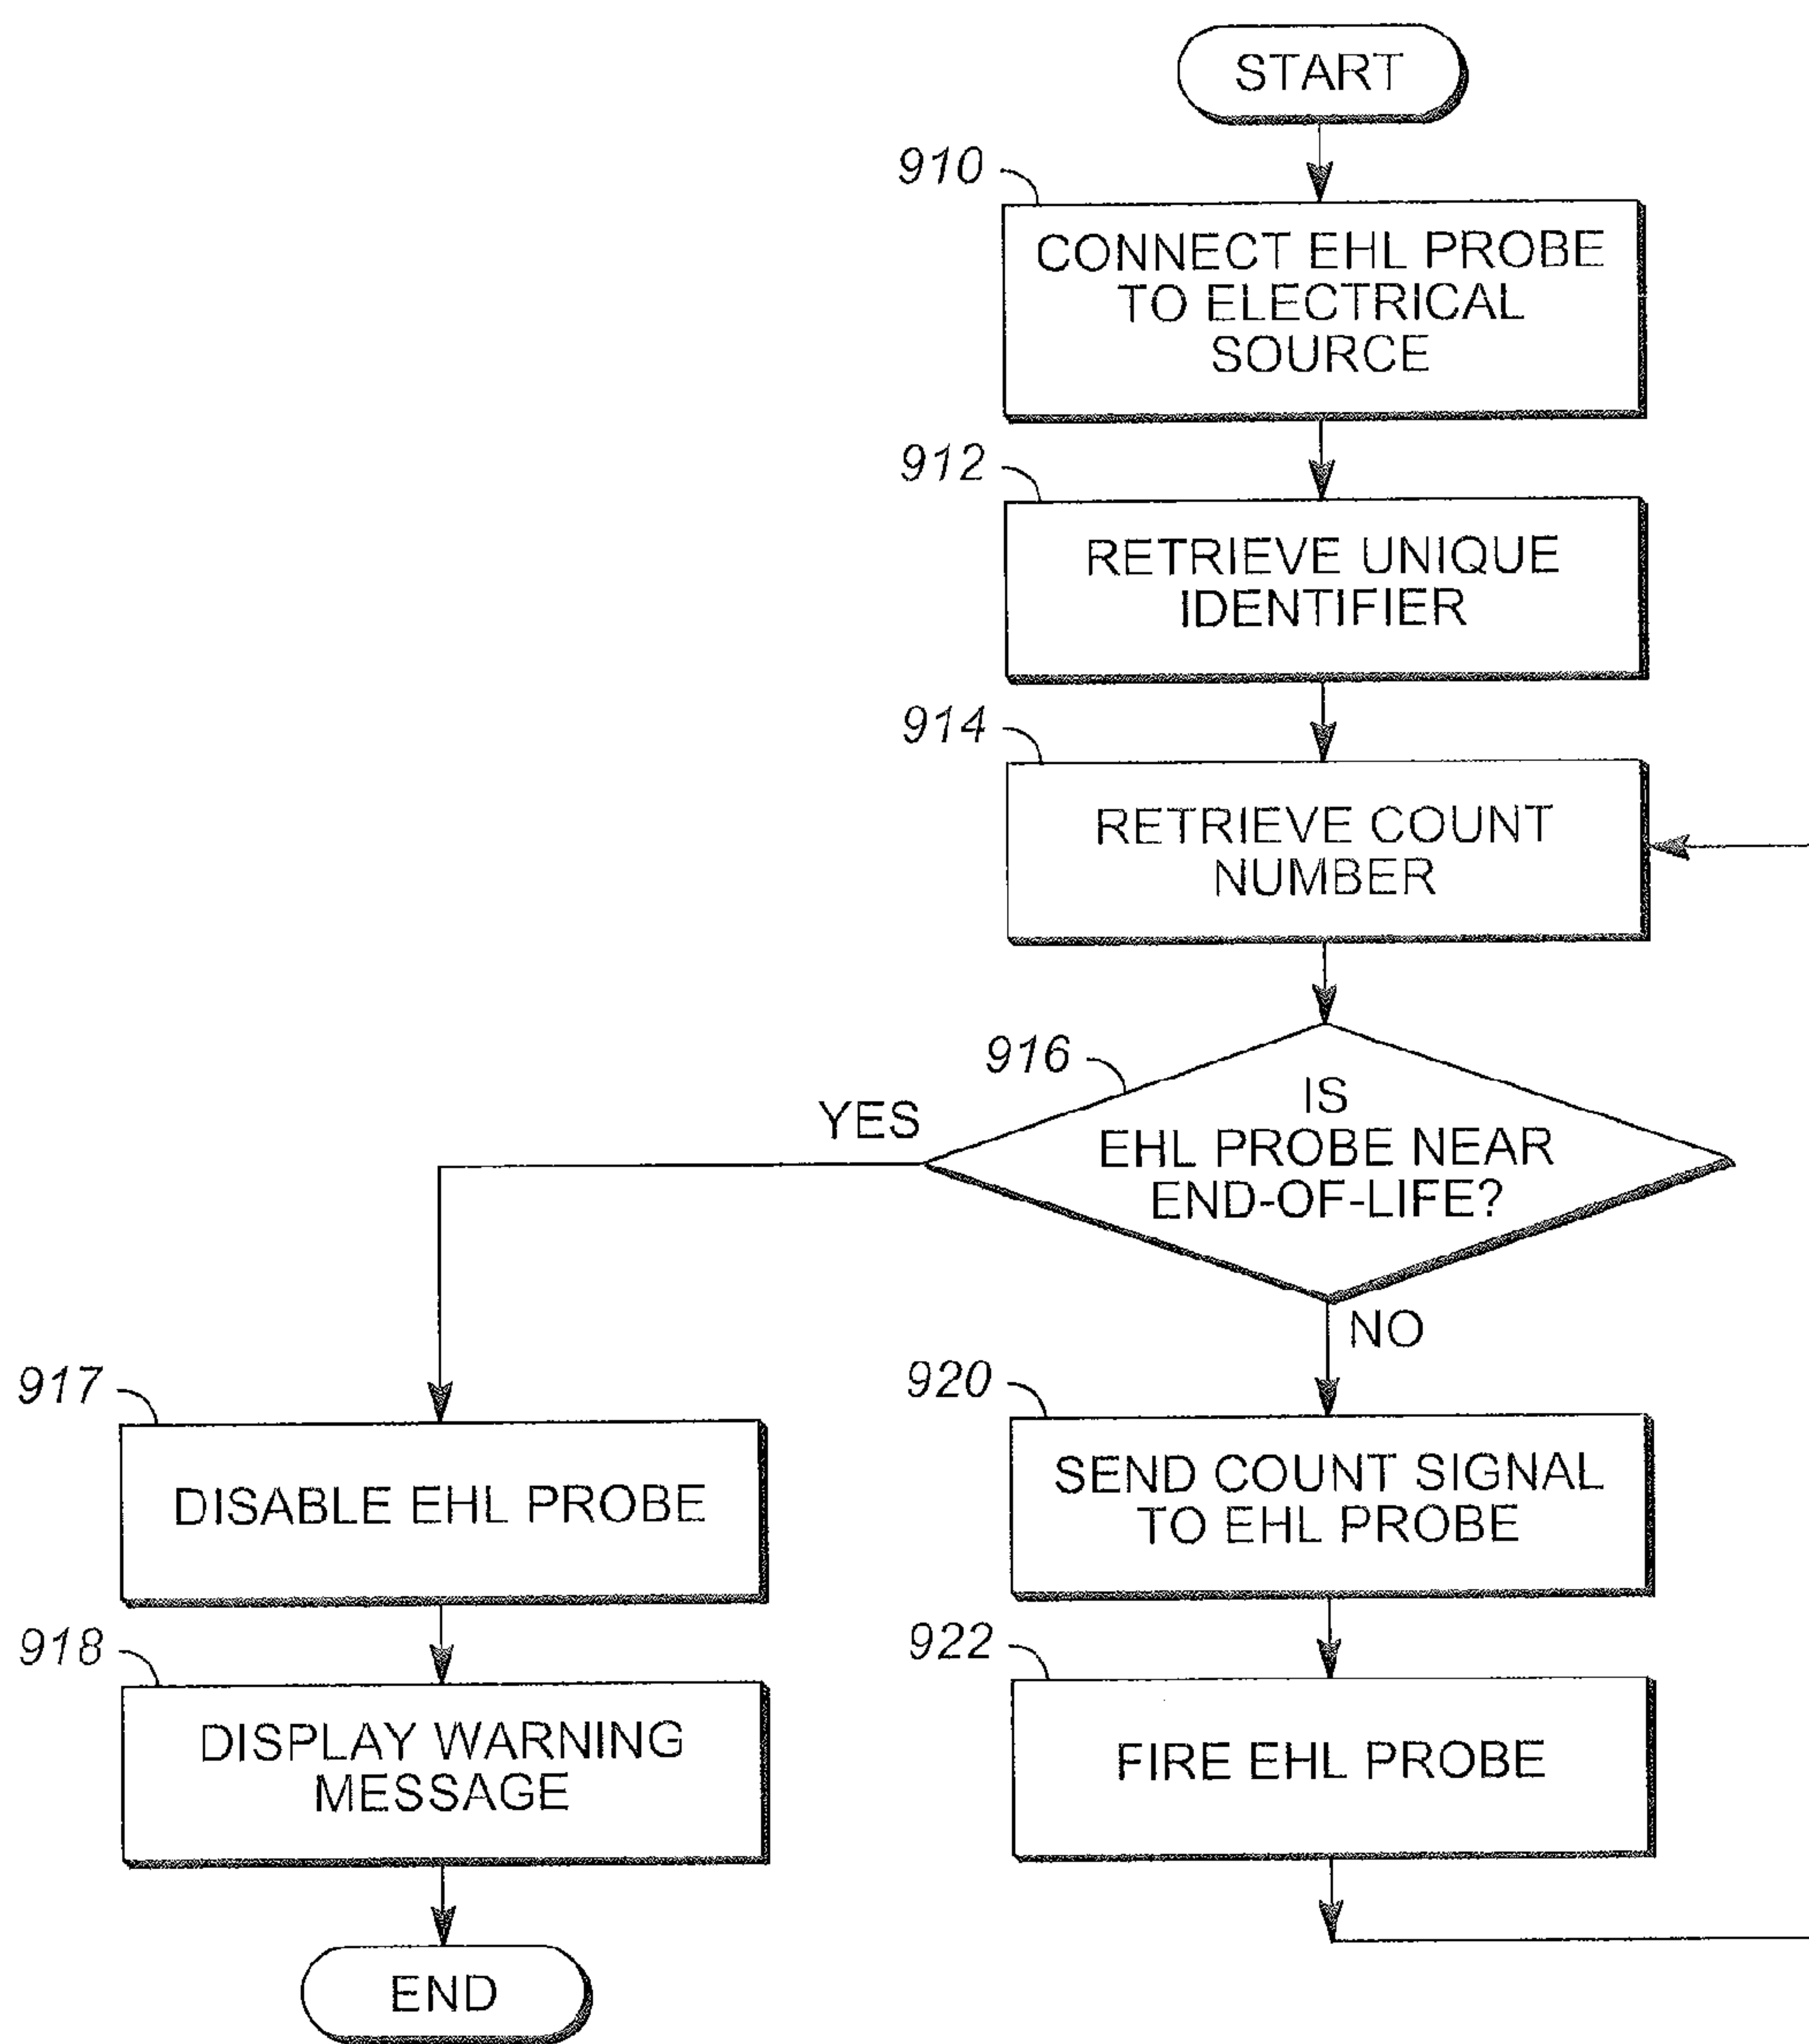 START
910
CONNECT EHL PROBE
TO ELECTRICAL
SOURCE
912
RETRIEVE UNIQUE
IDENTIFIER
914
RETRIEVE COUNT
NUMBER
916
IS
EHL PROBE NEAR
END-OF-LIFE?
YES
NO
917
DISABLE EHL PROBE
918
DISPLAY WARNING
MESSAGE
END
920
SEND COUNT SIGNAL
TO EHL PROBE
922
FIRE EHL PROBE